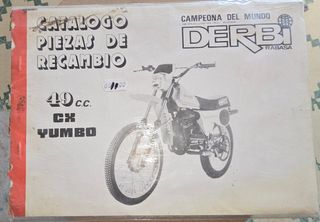 CATALOGO
PIEZAS DE
RECAMBIO
49 C.C.
CX
YUMBO
CAMPEONA DEL MUNDO
DERBI
RABASA